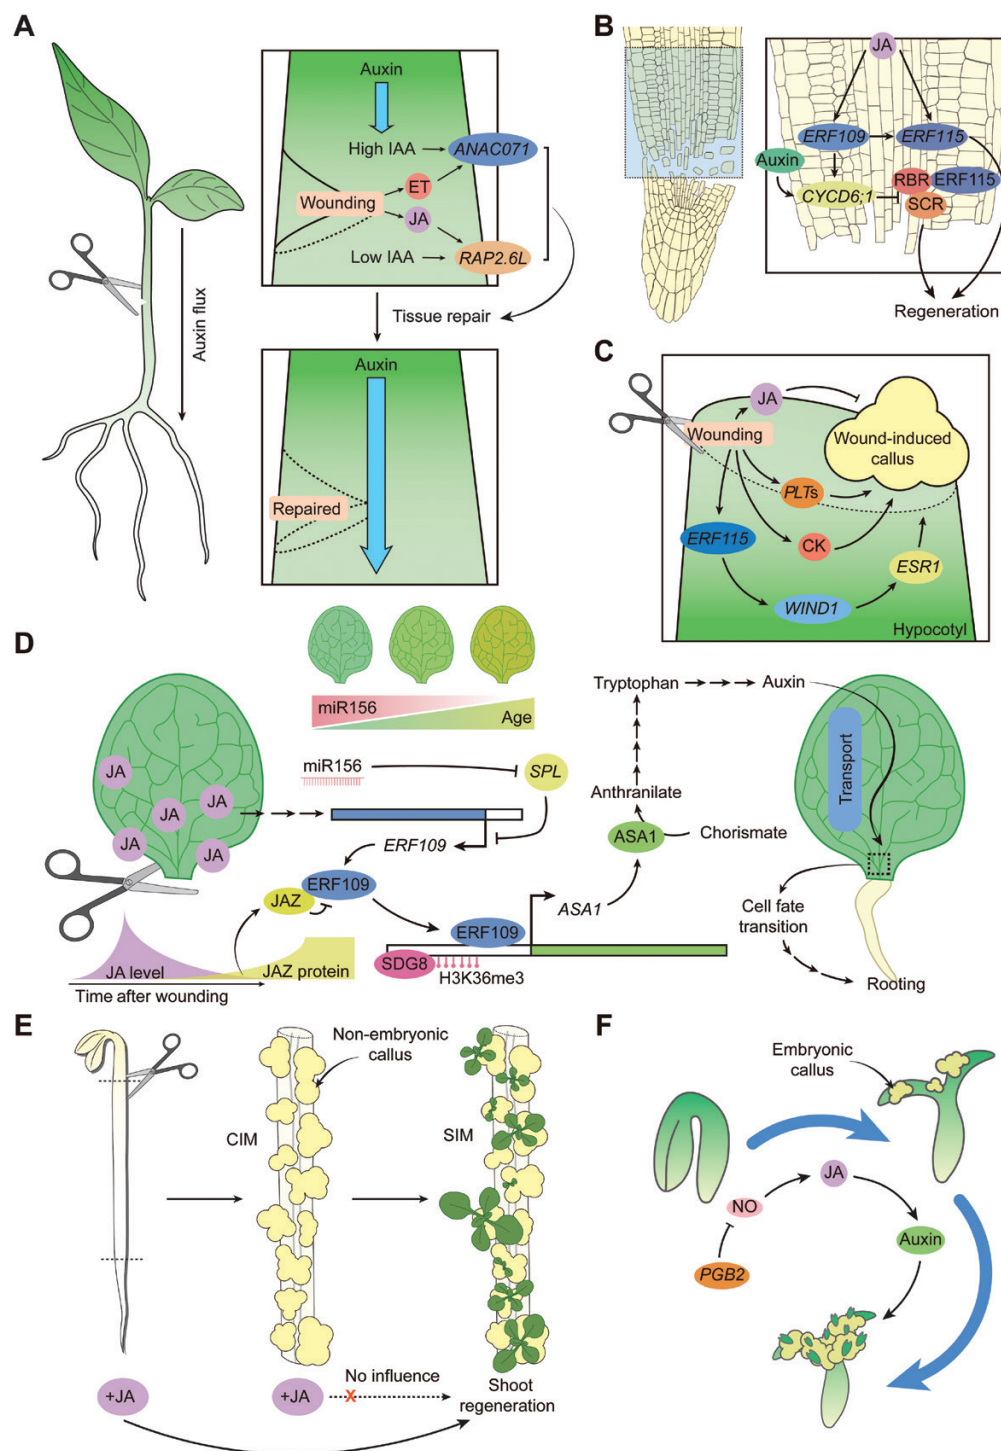 A
Auxin
High IAA
ANAC071
ET
Wounding
JA
Low IAA
RAP2.6L
Auxin flux
Tissue repair
Auxin
Repaired
B
JA
ERF109
ERF115
Auxin
RBR
ERF115
CYCD6;1
SCR
Regeneration
C
JA
Wounding
Wound-induced
callus
PLTs
ERF115
CK
ESR1
WIND1
Hypocotyl
D
miR156
Age
JA
JA
JA
JA
JA
miR156
SPL
ERF109
ERF109
JAZ
JA level
JAZ protein
Time after wounding
ERF109
SDG8
H3K36me3
ASA1
Tryptophan
Auxin
Anthranilate
ASA1
Chorismate
Transport
Cell fate
transition
Rooting
E
Non-embryonic
callus
CIM
SIM
+JA
+JA
No influence
X
Shoot
regeneration
F
Embryonic
callus
JA
NO
Auxin
PGB2